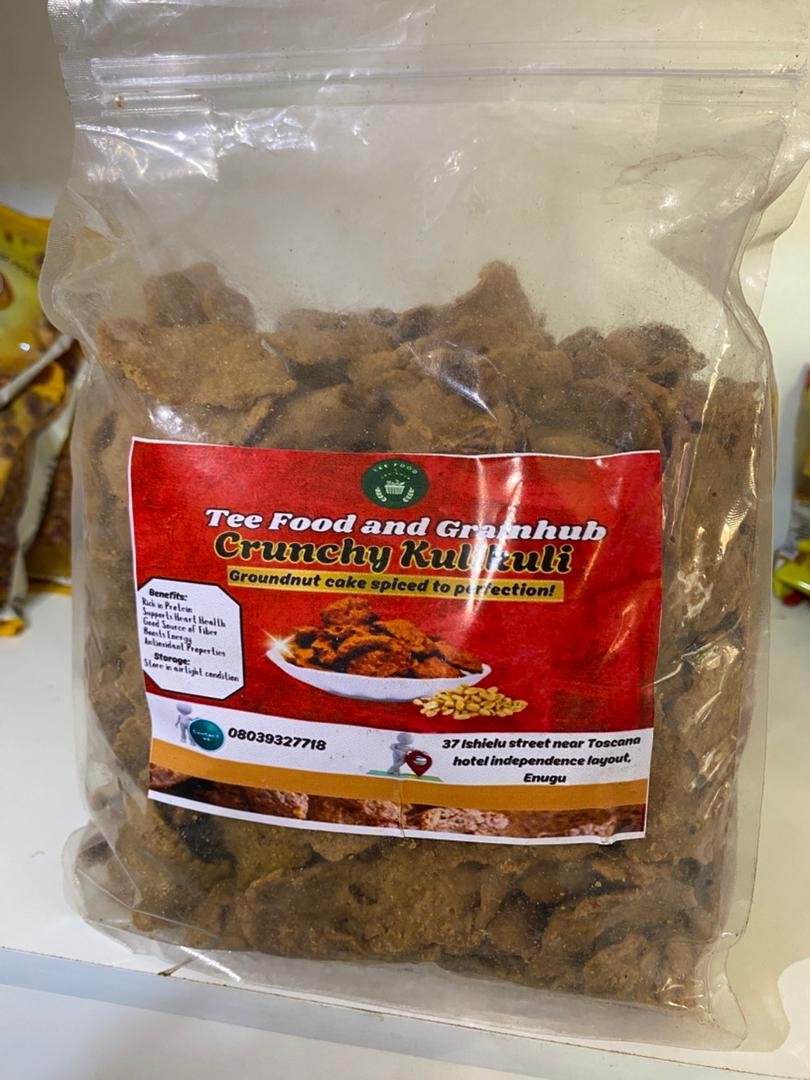 TEE FOOD
Tee Food and Grainhub
Crunchy Kulikuli
Groundnut cake spiced to perfection!
Benefits:
Rich in Protein
Supports Heart Health
Good Source of Fiber
Boosts Energy
Antioxidant Properties
Storage:
Store in airtight condition
Contact
us
08039327718
37 Ishielu street near Toscana
hotel independence layout,
Enugu